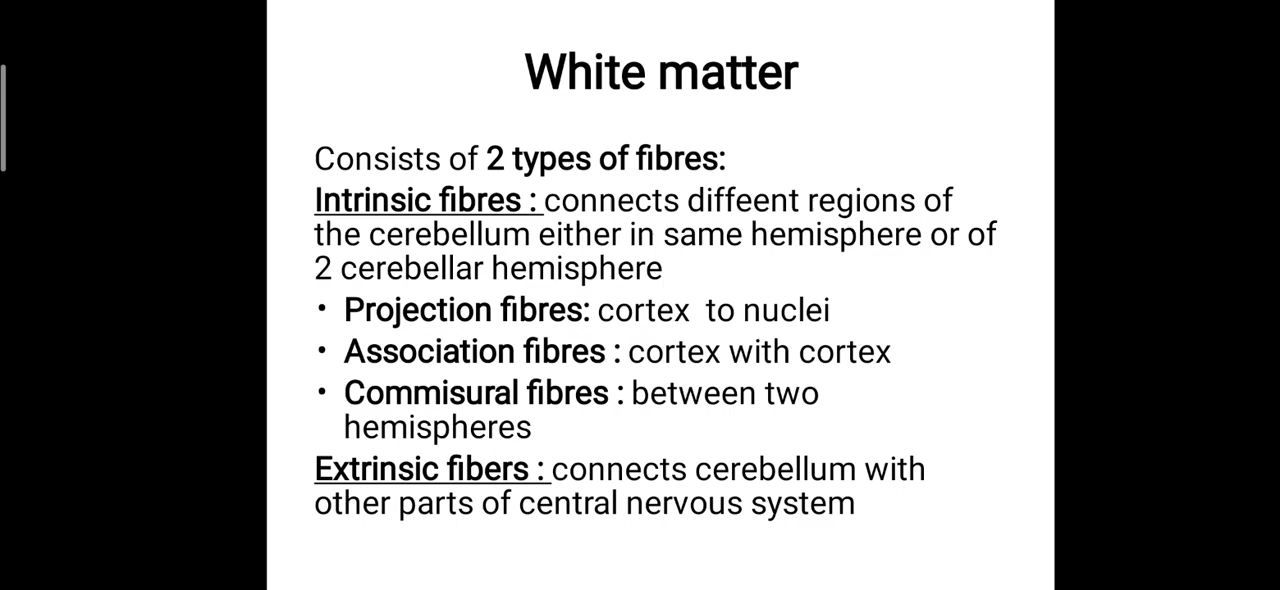 White matter
Consists of 2 types of fibres:
Intrinsic fibres : connects diffeent regions of
the cerebellum either in same hemisphere or of
2 cerebellar hemisphere
• Projection fibres: cortex  to nuclei
• Association fibres : cortex with cortex
• Commisural fibres : between two
hemispheres
Extrinsic fibers : connects cerebellum with
other parts of central nervous system